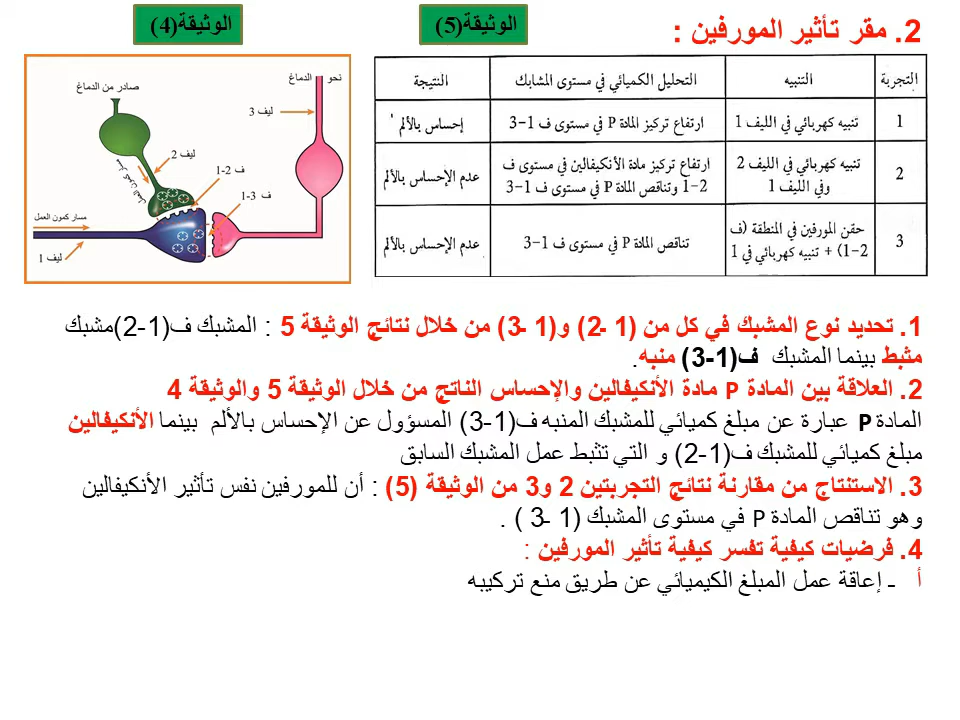 الوثيقة(4)
الوثيقة(5)
2. مقر تأثير المورفين :
التجربة
التنبيه
التحليل الكميائي في مستوى المشابك
النتيجة
1
تنبيه كهربائي في الليف 1
ارتفاع تركيز المادة P في مستوى ف 1-3
إحساس بالألم
2
تنبيه كهربائي في الليف 2
وفي الليف 1
ارتفاع تركيز مادة الأنكيفالين في مستوى ف
1-2 وتناقص المادة P في مستوى ف 1-3
عدم الإحساس بالألم
3
حقن المورفين في المنطقة (ف
1-2) + تنبيه كهربائي في 1
تناقص المادة P في مستوى ف 1-3
عدم الإحساس بالألم
نحو الدماغ
صادر من الدماغ
ليف 3
ليف 2
ف 2-1
ف 3-1
مسار كمون العمل
مسار كمون العمل
ليف 1
1. تحديد نوع المشبك في كل من (1 -2) و(1 -3) من خلال نتائج الوثيقة 5 : المشبك ف(1-2)مشبك
مثبط بينما المشبك ف(1-3) منبه.
2. العلاقة بين المادة P مادة الأنكيفالين والإحساس الناتج من خلال الوثيقة 5 والوثيقة 4
المادة P عبارة عن مبلغ كميائي للمشبك المنبه ف(1-3) المسؤول عن الإحساس بالألم بينما الأنكيفالين
مبلغ كميائي للمشبك ف(1-2) و التي تثبط عمل المشبك السابق
3. الاستنتاج من مقارنة نتائج التجربتين 2 و3 من الوثيقة (5) : أن للمورفين نفس تأثير الأنكيفالين
وهو تناقص المادة P في مستوى المشبك (1 -3 ) .
4. فرضيات كيفية تفسر كيفية تأثير المورفين :
أ ـ إعاقة عمل المبلغ الكيميائي عن طريق منع تركيبه